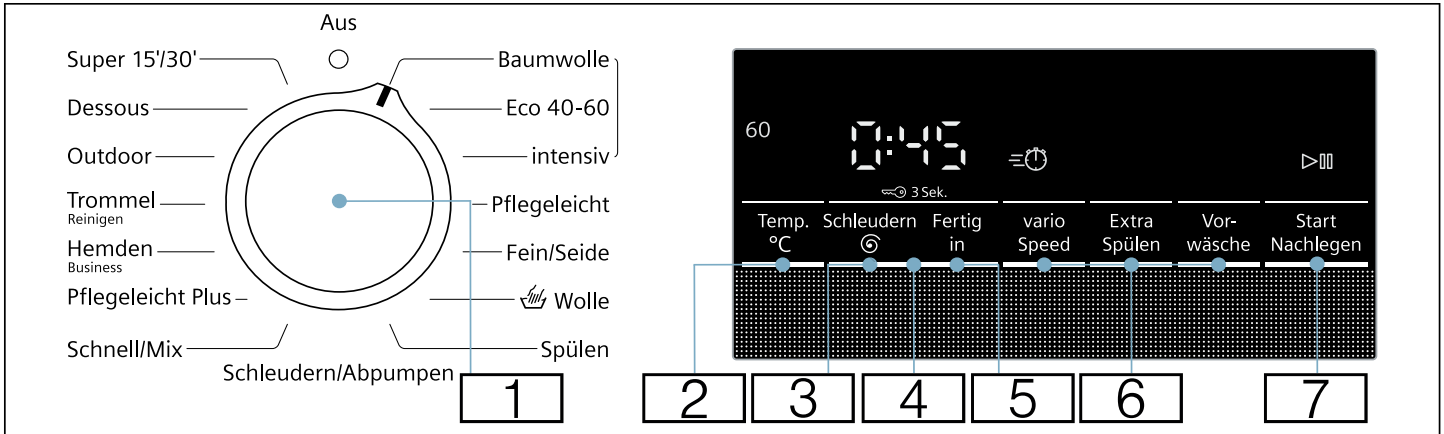 Aus
Super 15'/30'
Dessous
Outdoor
Trommel
Reinigen
Hemden
Business
Pflegeleicht Plus
Schnell/Mix
Schleudern/Abpumpen
Baumwolle
Eco 40-60
intensiv
Pflegeleicht
Fein/Seide
Wolle
Spülen
60
0:45
3 Sek.
Temp.
°C
Schleudern
Fertig
in
vario
Speed
Extra
Spülen
Vor-
wäsche
Start
Nachlegen
1
2
3
4
5
6
7